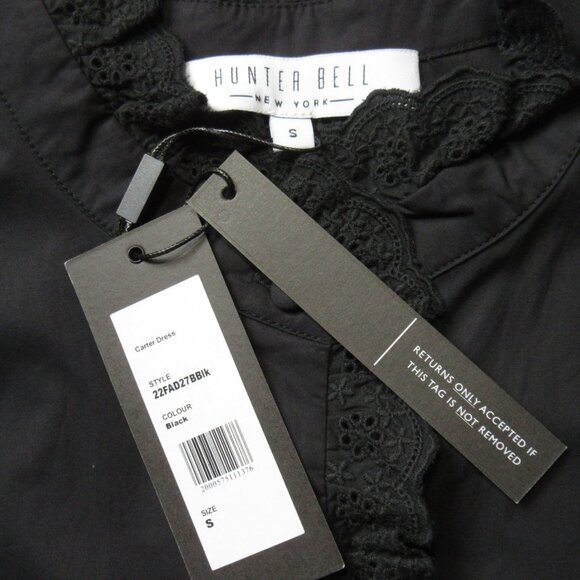 HUNTER BELL
NEW YORK
S
Carter Dress
STYLE
22FAD27BBlk
COLOUR
Black
2000575111376
SIZE
S
RETURNS ONLY ACCEPTED IF
THIS TAG IS NOT REMOVED